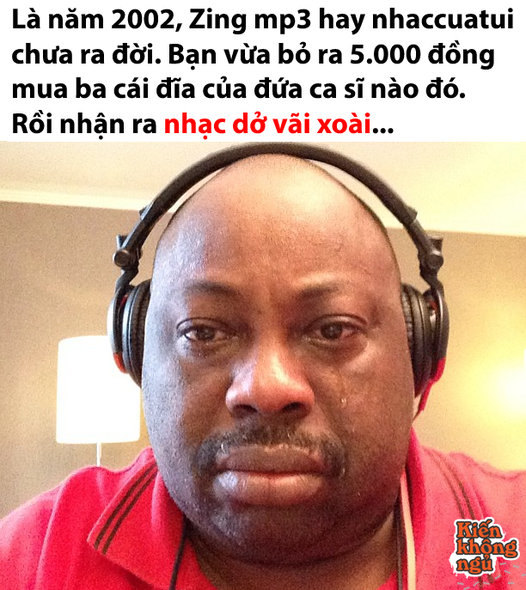 Là năm 2002, Zing mp3 hay nhaccuatui
chưa ra đời. Bạn vừa bỏ ra 5.000 đồng
mua ba cái đĩa của đứa ca sĩ nào đó.
Rồi nhận ra nhạc dở vãi xoài...
Kiến
không
ngủ